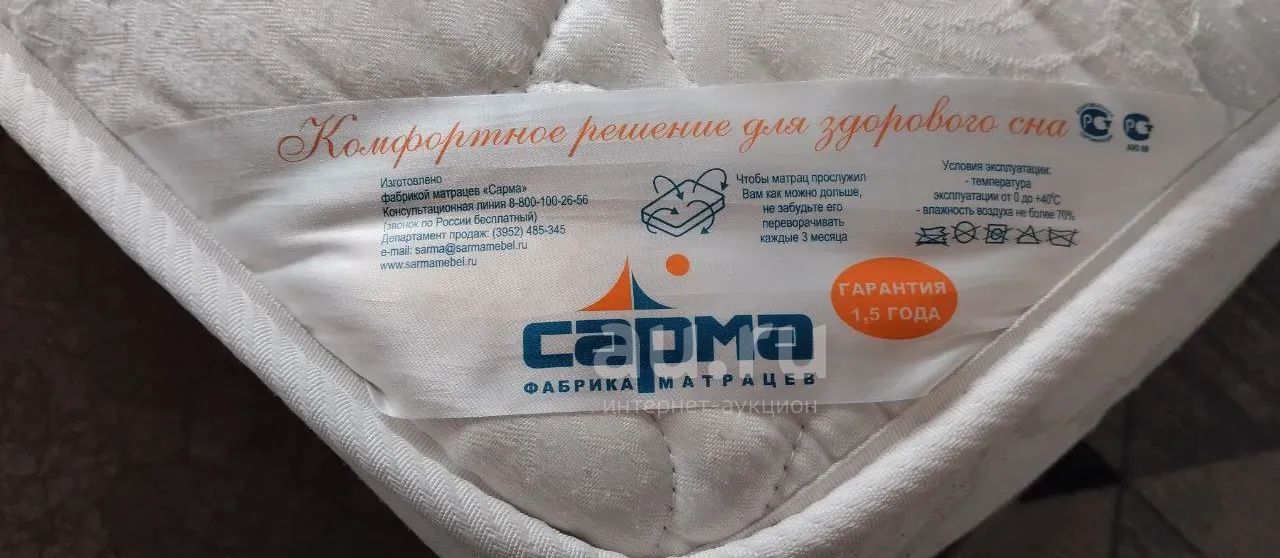 Комфортное решение для здорового сна
Изготовлено
фабрикой матрацев «Сарма»
Консультационная линия 8-800-100-26-56
(звонок по России бесплатный)
Департамент продаж: (3952) 485-345
e-mail: sarma@sarmamebel.ru
www.sarmamebel.ru
Чтобы матрац прослужил
Вам как можно дольше,
не забудьте его
переворачивать
каждые 3 месяца
Условия эксплуатации:
- температура
эксплуатации от 0 до +40°С
- влажность воздуха не более 70%
ГАРАНТИЯ
1,5 ГОДА
сарма
ФАБРИКА МАТРАЦЕВ
ap.ru
интернет-аукцион